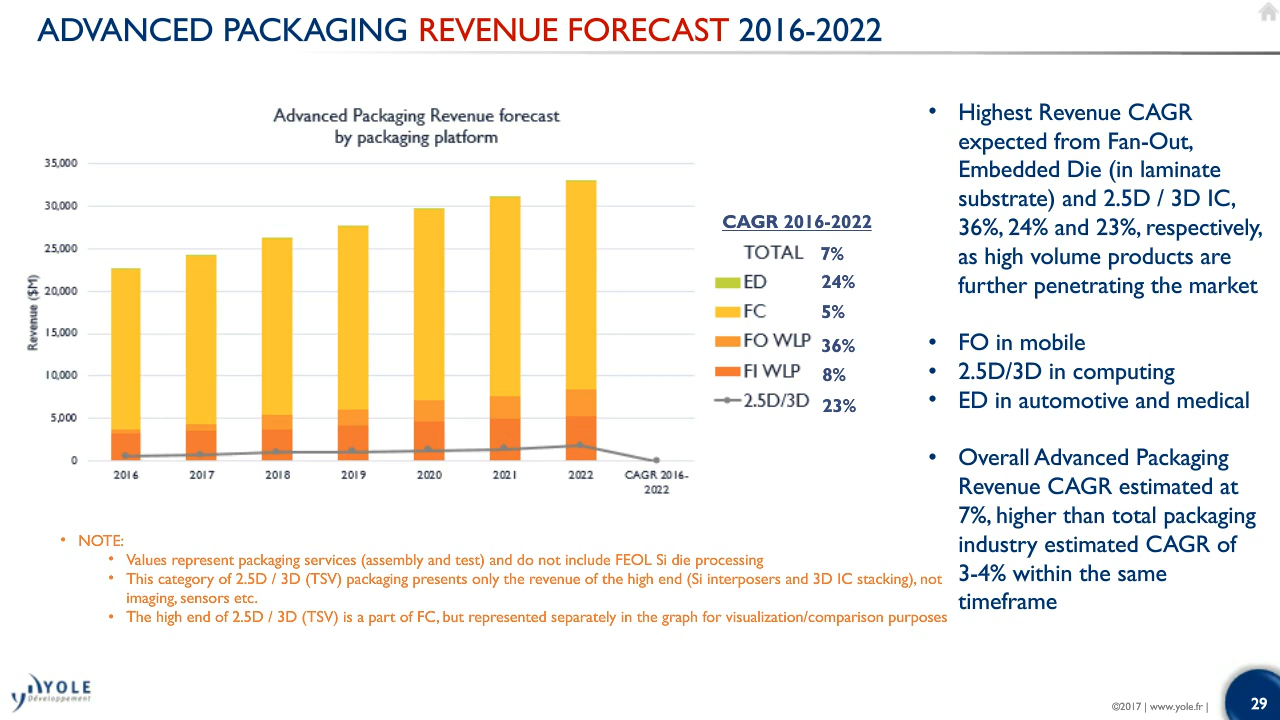 ADVANCED PACKAGING REVENUE FORECAST 2016-2022
Advanced Packaging Revenue forecast
by packaging platform
Revenue ($M)
35,000
30,000
25,000
20,000
15,000
10,000
5,000
0
2016
2017
2018
2019
2020
2021
2022
CAGR 2016-
2022
CAGR 2016-2022
TOTAL 7%
ED 24%
FC 5%
FO WLP 36%
FI WLP 8%
2.5D/3D 23%
• Highest Revenue CAGR
expected from Fan-Out,
Embedded Die (in laminate
substrate) and 2.5D / 3D IC,
36%, 24% and 23%, respectively,
as high volume products are
further penetrating the market
• FO in mobile
• 2.5D/3D in computing
• ED in automotive and medical
• Overall Advanced Packaging
Revenue CAGR estimated at
7%, higher than total packaging
industry estimated CAGR of
3-4% within the same
timeframe
• NOTE:
• Values represent packaging services (assembly and test) and do not include FEOL Si die processing
• This category of 2.5D / 3D (TSV) packaging presents only the revenue of the high end (Si interposers and 3D IC stacking), not
imaging, sensors etc.
• The high end of 2.5D / 3D (TSV) is a part of FC, but represented separately in the graph for visualization/comparison purposes
YOLE
Développement
©2017 | www.yole.fr |
29